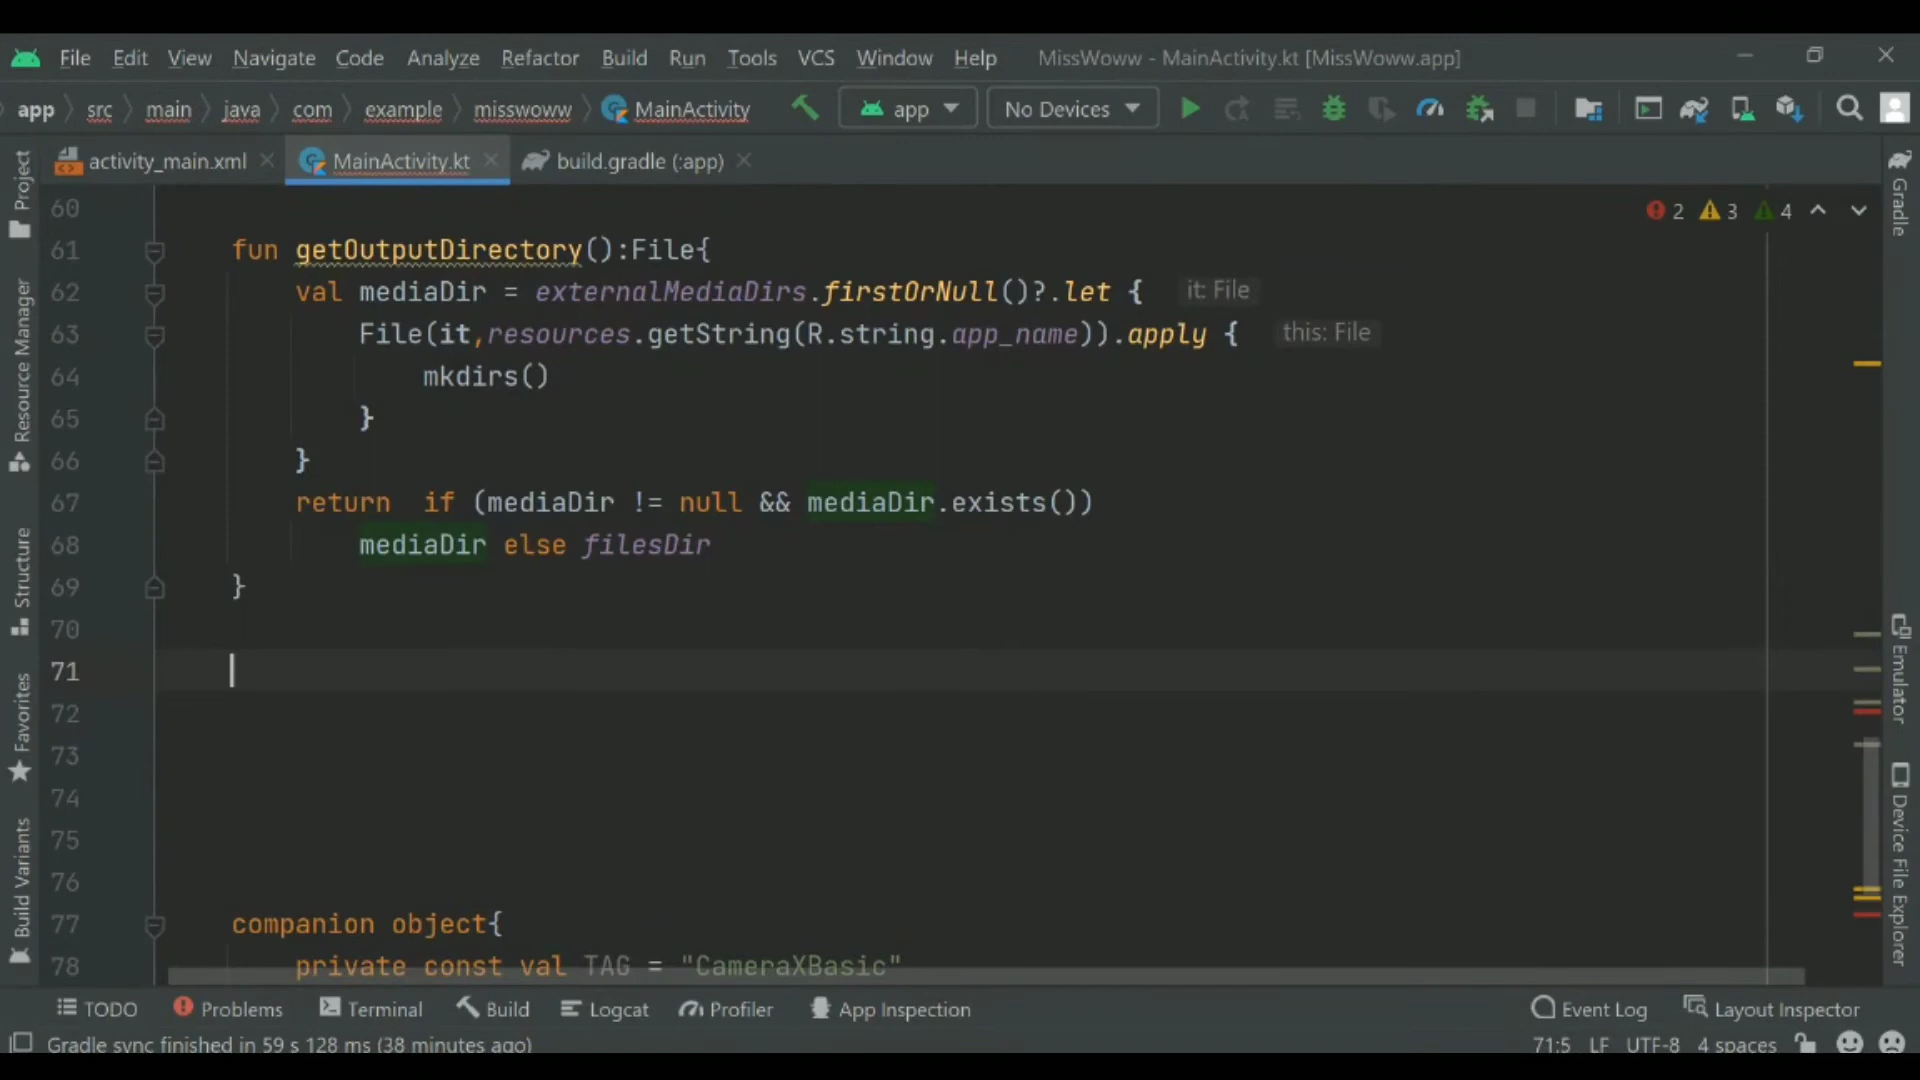 File Edit View Navigate Code Analyze Refactor Build Run Tools VCS Window Help MissWoww - MainActivity.kt [MissWoww.app]
app src main java com example misswoww MainActivity app No Devices
activity_main.xml MainActivity.kt build.gradle (:app)
2 3 4
60
61 fun getOutputDirectory():File{
62 val mediaDir = externalMediaDirs.firstOrNull()?.let { it: File
63 File(it,resources.getString(R.string.app_name)).apply { this: File
64 mkdirs()
65 }
66 }
67 return if (mediaDir != null && mediaDir.exists())
68 mediaDir else filesDir
69 }
70
71
72
73
74
75
76
77 companion object{
78 private const val TAG = "CameraXBasic"
Project
Resource Manager
Structure
Favorites
Build Variants
Gradle
Emulator
Device File Explorer
TODO Problems Terminal Build Logcat Profiler App Inspection Event Log Layout Inspector
Gradle sync finished in 59 s 128 ms (38 minutes ago) 71:5 LF UTF-8 4 spaces